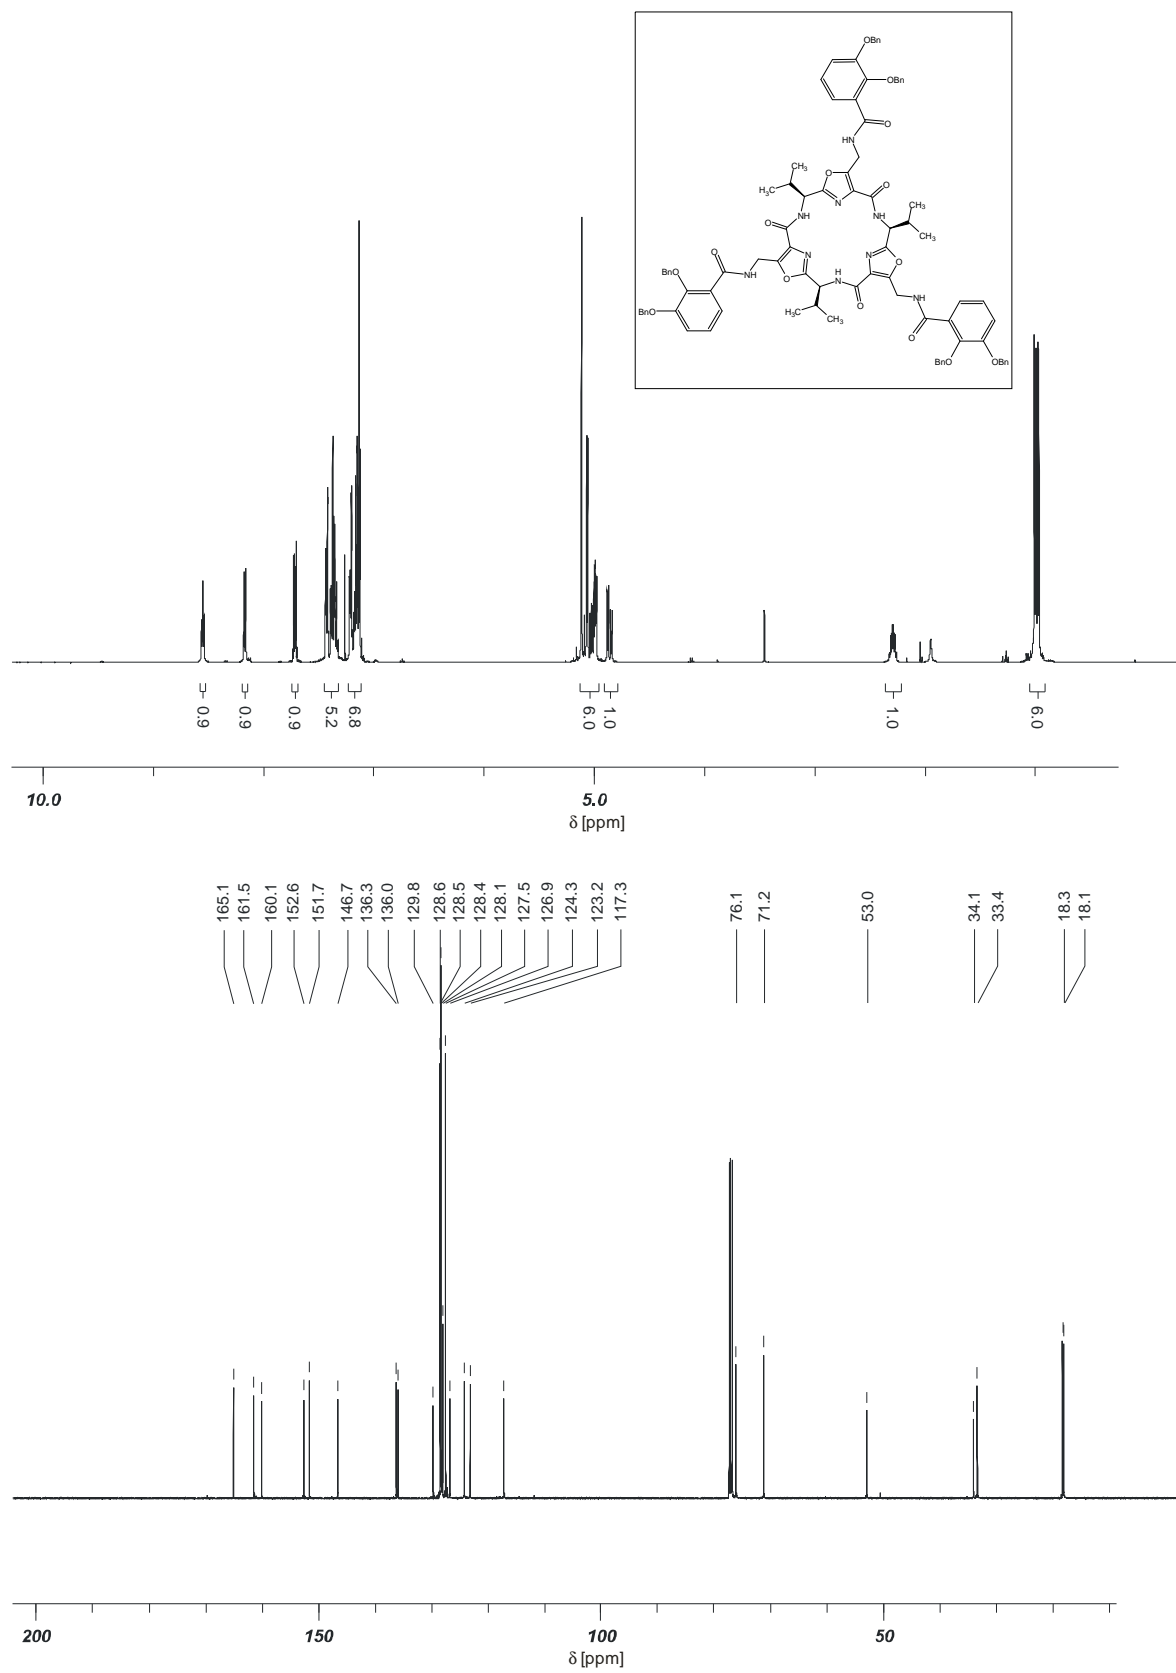 OBn
OBn
O
HN
CH₃
H₃C
O
O
N
NH
O
NH
CH₃
CH₃
O
N
N
O
O
BnO
NH
O
H
N
O
NH
BnO
H₃C
CH₃
O
BnO
OBn
0.9
0.9
0.9
5.2
6.8
6.0
1.0
1.0
6.0
10.0
5.0
δ [ppm]
165.1
161.5
160.1
152.6
151.7
146.7
136.3
136.0
129.8
128.6
128.5
128.4
128.1
127.5
126.9
124.3
123.2
117.3
76.1
71.2
53.0
34.1
33.4
18.3
18.1
200
150
100
50
δ [ppm]